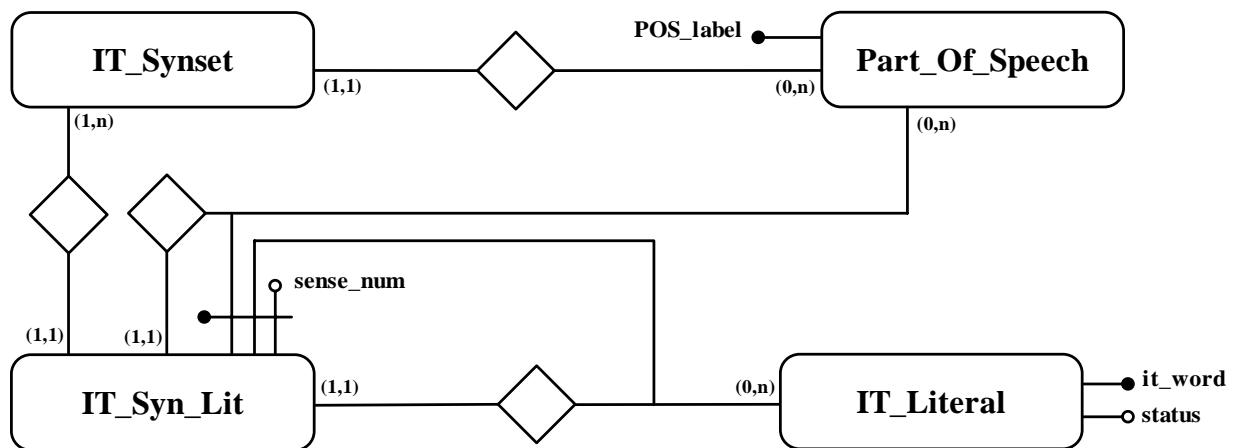 POS_label
IT_Synset
Part_Of_Speech
(1,1)
(0,n)
(1,n)
(0,n)
sense_num
(1,1)
(1,1)
(1,1)
(0,n)
it_word
IT_Syn_Lit
IT_Literal
status